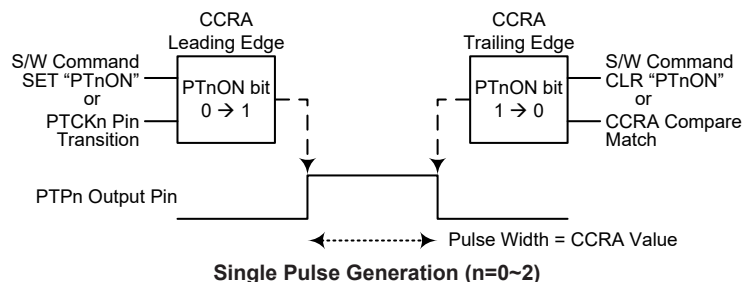 CCRA
Leading Edge
S/W Command
SET “PTnON”
or
PTCKn Pin
Transition
PTnON bit
0 → 1
CCRA
Trailing Edge
PTnON bit
1 → 0
S/W Command
CLR “PTnON”
or
CCRA Compare
Match
PTPn Output Pin
Pulse Width = CCRA Value
Single Pulse Generation (n=0~2)